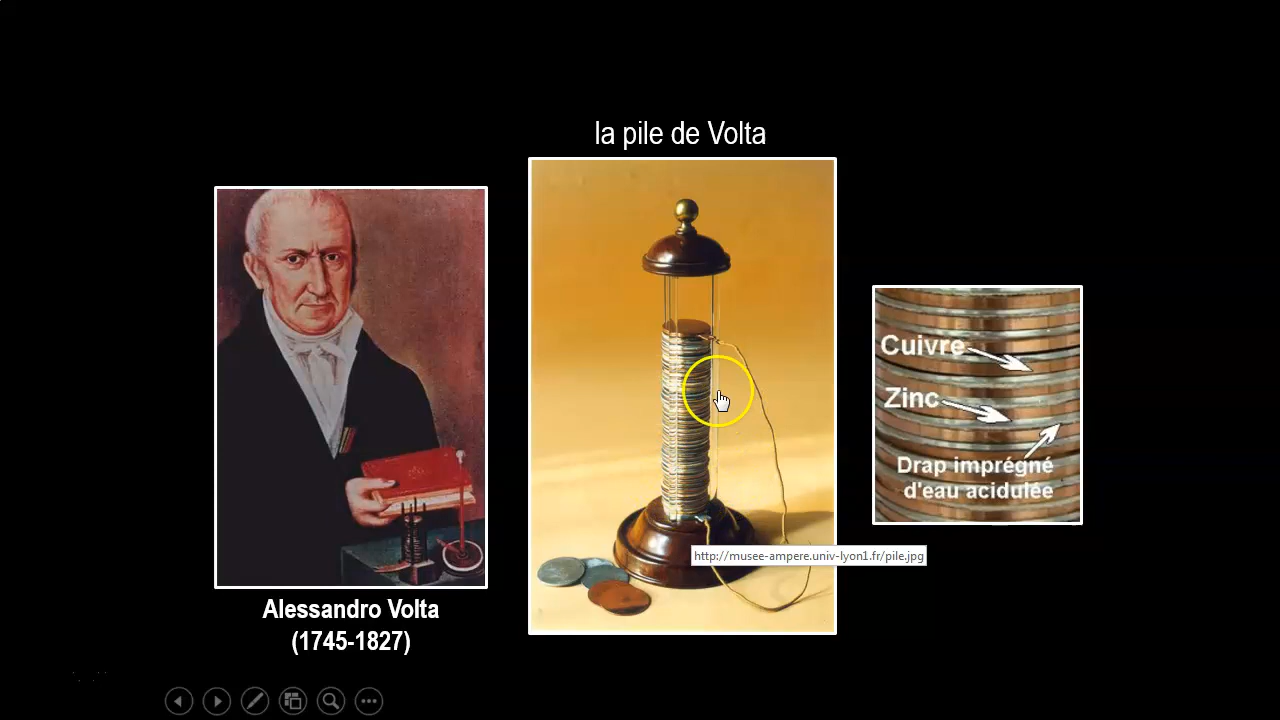 la pile de Volta
Cuivre
Zinc
Drap imprégné
d'eau acidulée
http://musee-ampere.univ-lyon1.fr/pile.jpg
Alessandro Volta
(1745-1827)